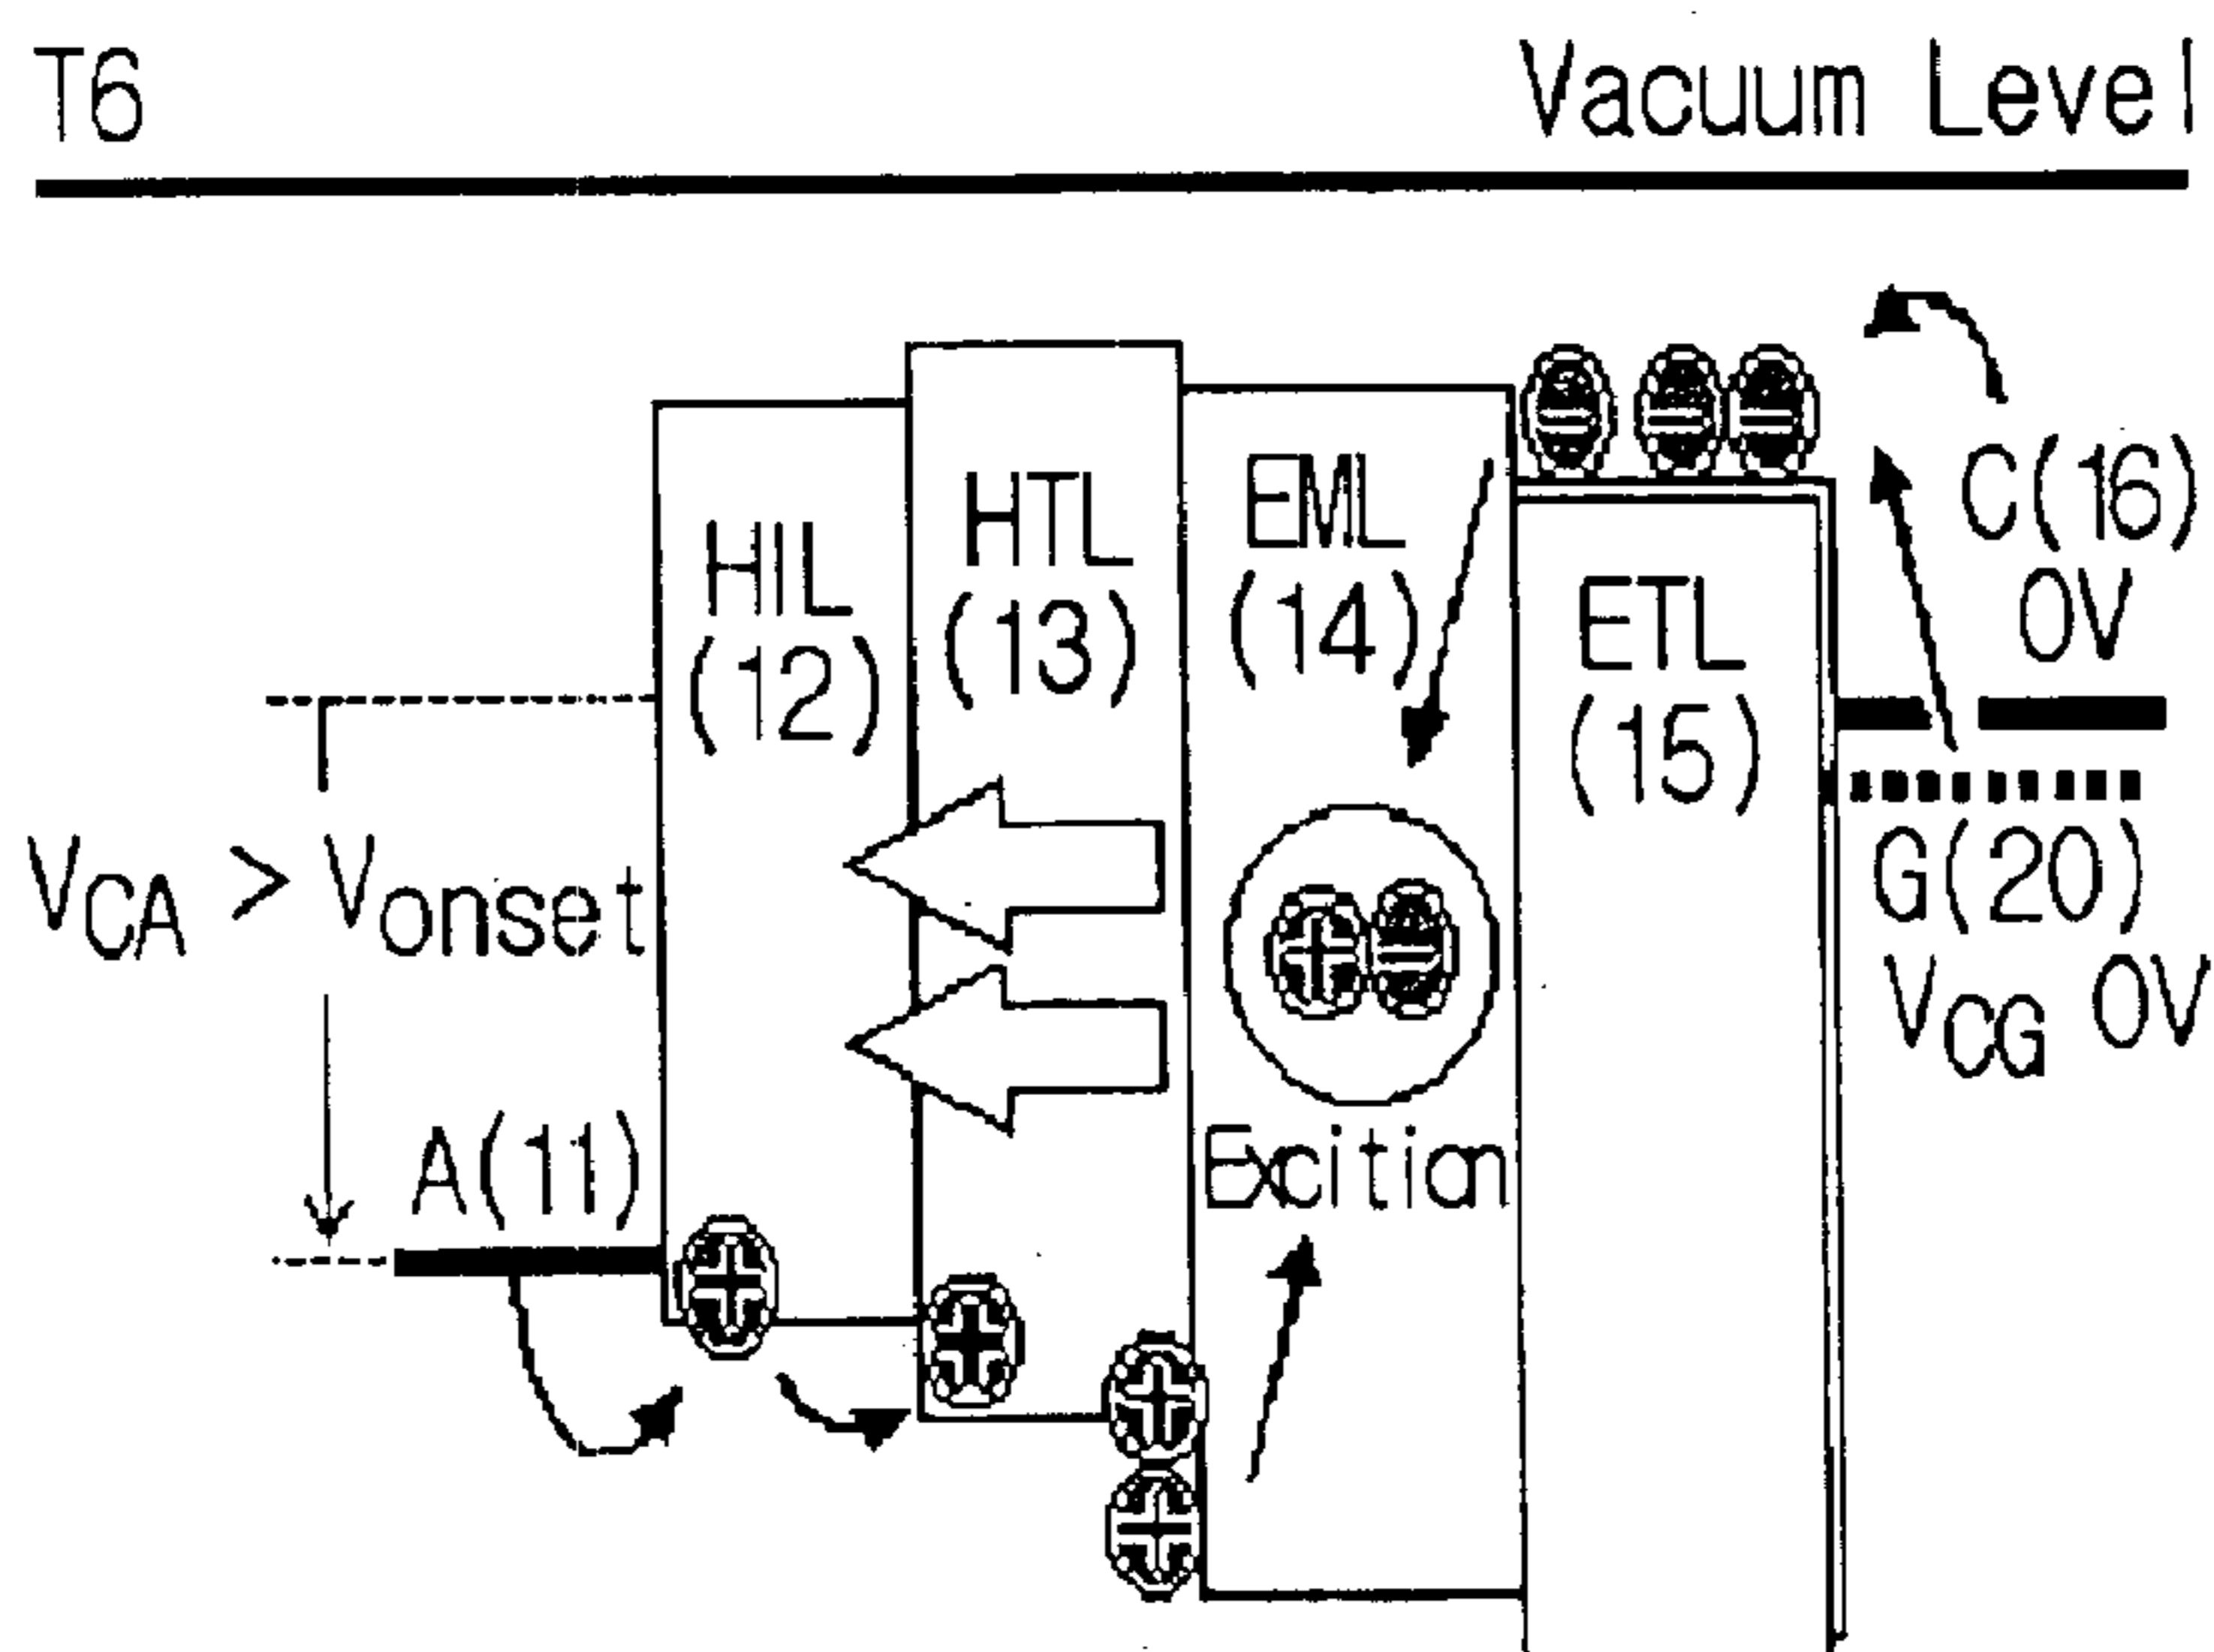 T6
Vacuum Level
HIL
(12)
HTL
(13)
EML
(14)
ETL
(15)
C(16)
0V
G(20)
VCG 0V
VCA > Vonset
A(11)
Excition